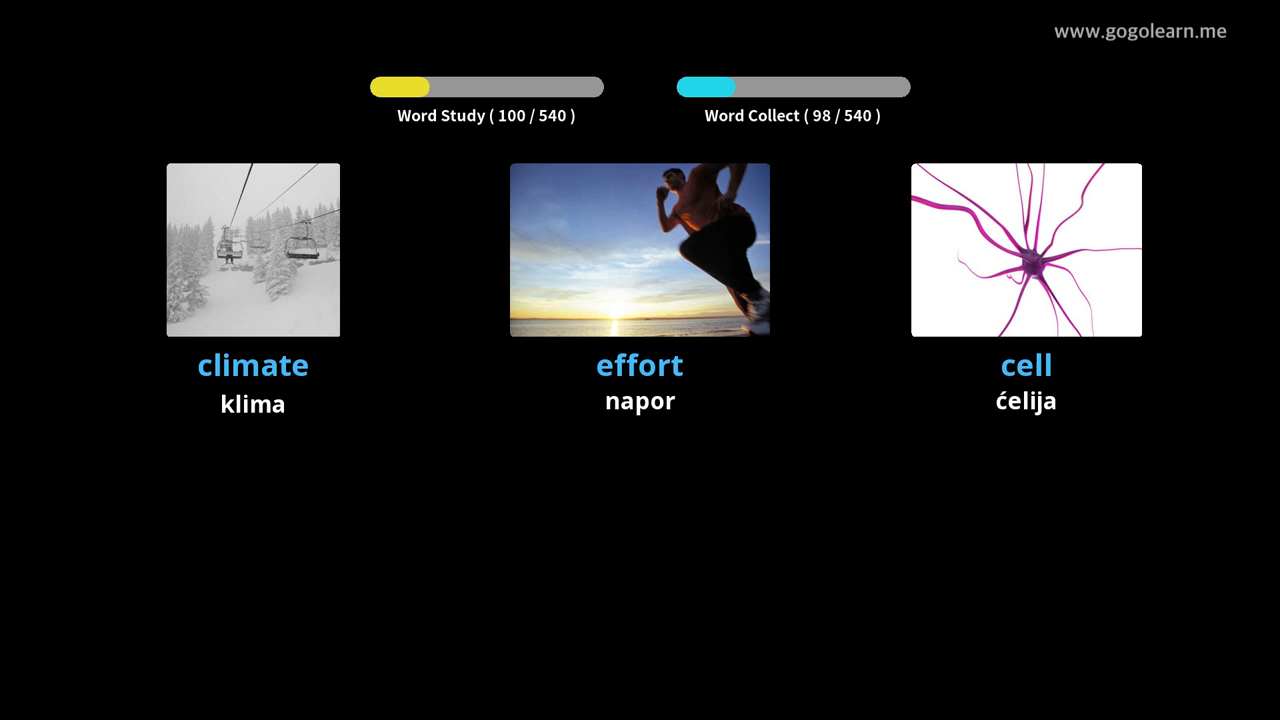 www.gogolearn.me
Word Study ( 100 / 540 )
Word Collect ( 98 / 540 )
climate
klima
effort
napor
cell
ćelija